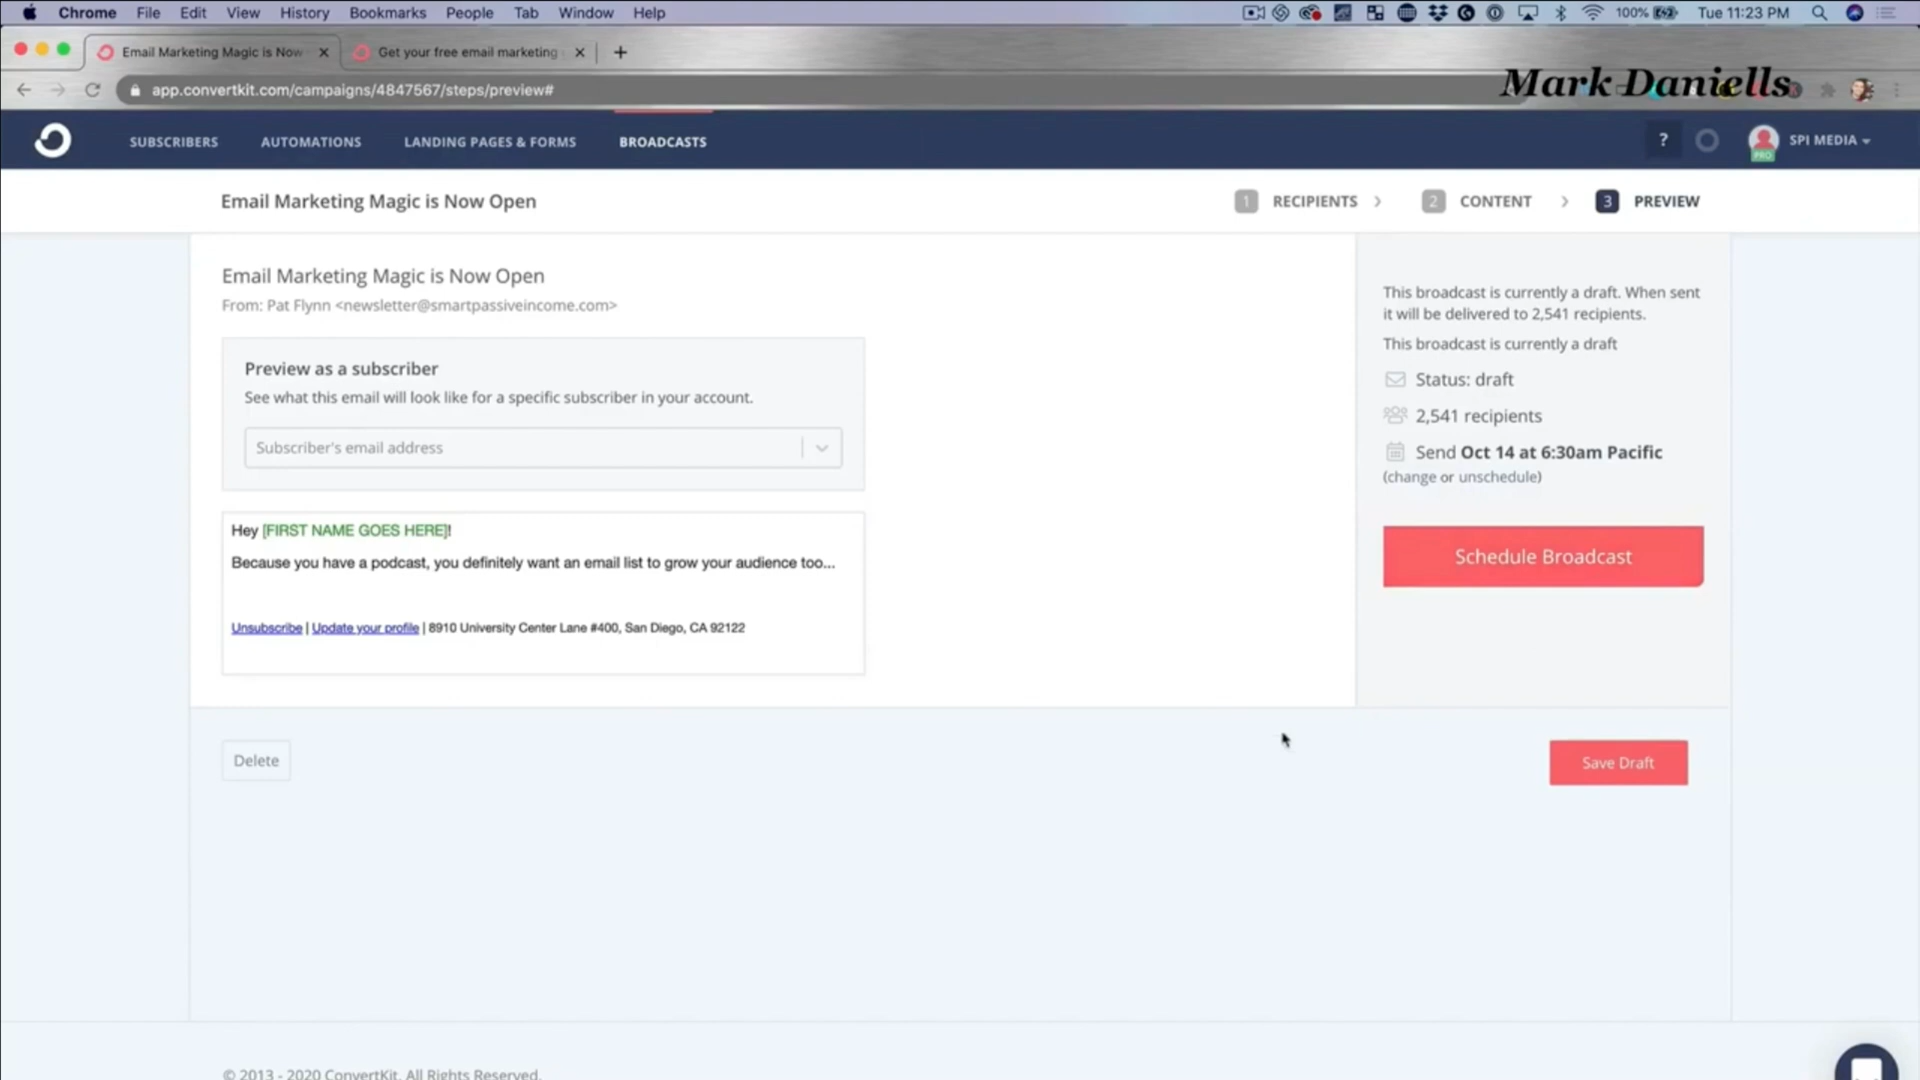 Chrome File Edit View History Bookmarks People Tab Window Help 100% Tue 11:23 PM
Email Marketing Magic is Now
Get your free email marketing
app.convertkit.com/campaigns/4847567/steps/preview#
Mark Daniells
SUBSCRIBERS AUTOMATIONS LANDING PAGES & FORMS BROADCASTS ? PRO SPI MEDIA
Email Marketing Magic is Now Open 1 RECIPIENTS 2 CONTENT 3 PREVIEW
Email Marketing Magic is Now Open
From: Pat Flynn <newsletter@smartpassiveincome.com>
Preview as a subscriber
See what this email will look like for a specific subscriber in your account.
Subscriber's email address
Hey [FIRST NAME GOES HERE]!
Because you have a podcast, you definitely want an email list to grow your audience too...
Unsubscribe | Update your profile | 8910 University Center Lane #400, San Diego, CA 92122
This broadcast is currently a draft. When sent
it will be delivered to 2,541 recipients.
This broadcast is currently a draft
Status: draft
2,541 recipients
Send Oct 14 at 6:30am Pacific
(change or unschedule)
Schedule Broadcast
Delete
Save Draft
© 2013 - 2020 ConvertKit. All Rights Reserved.